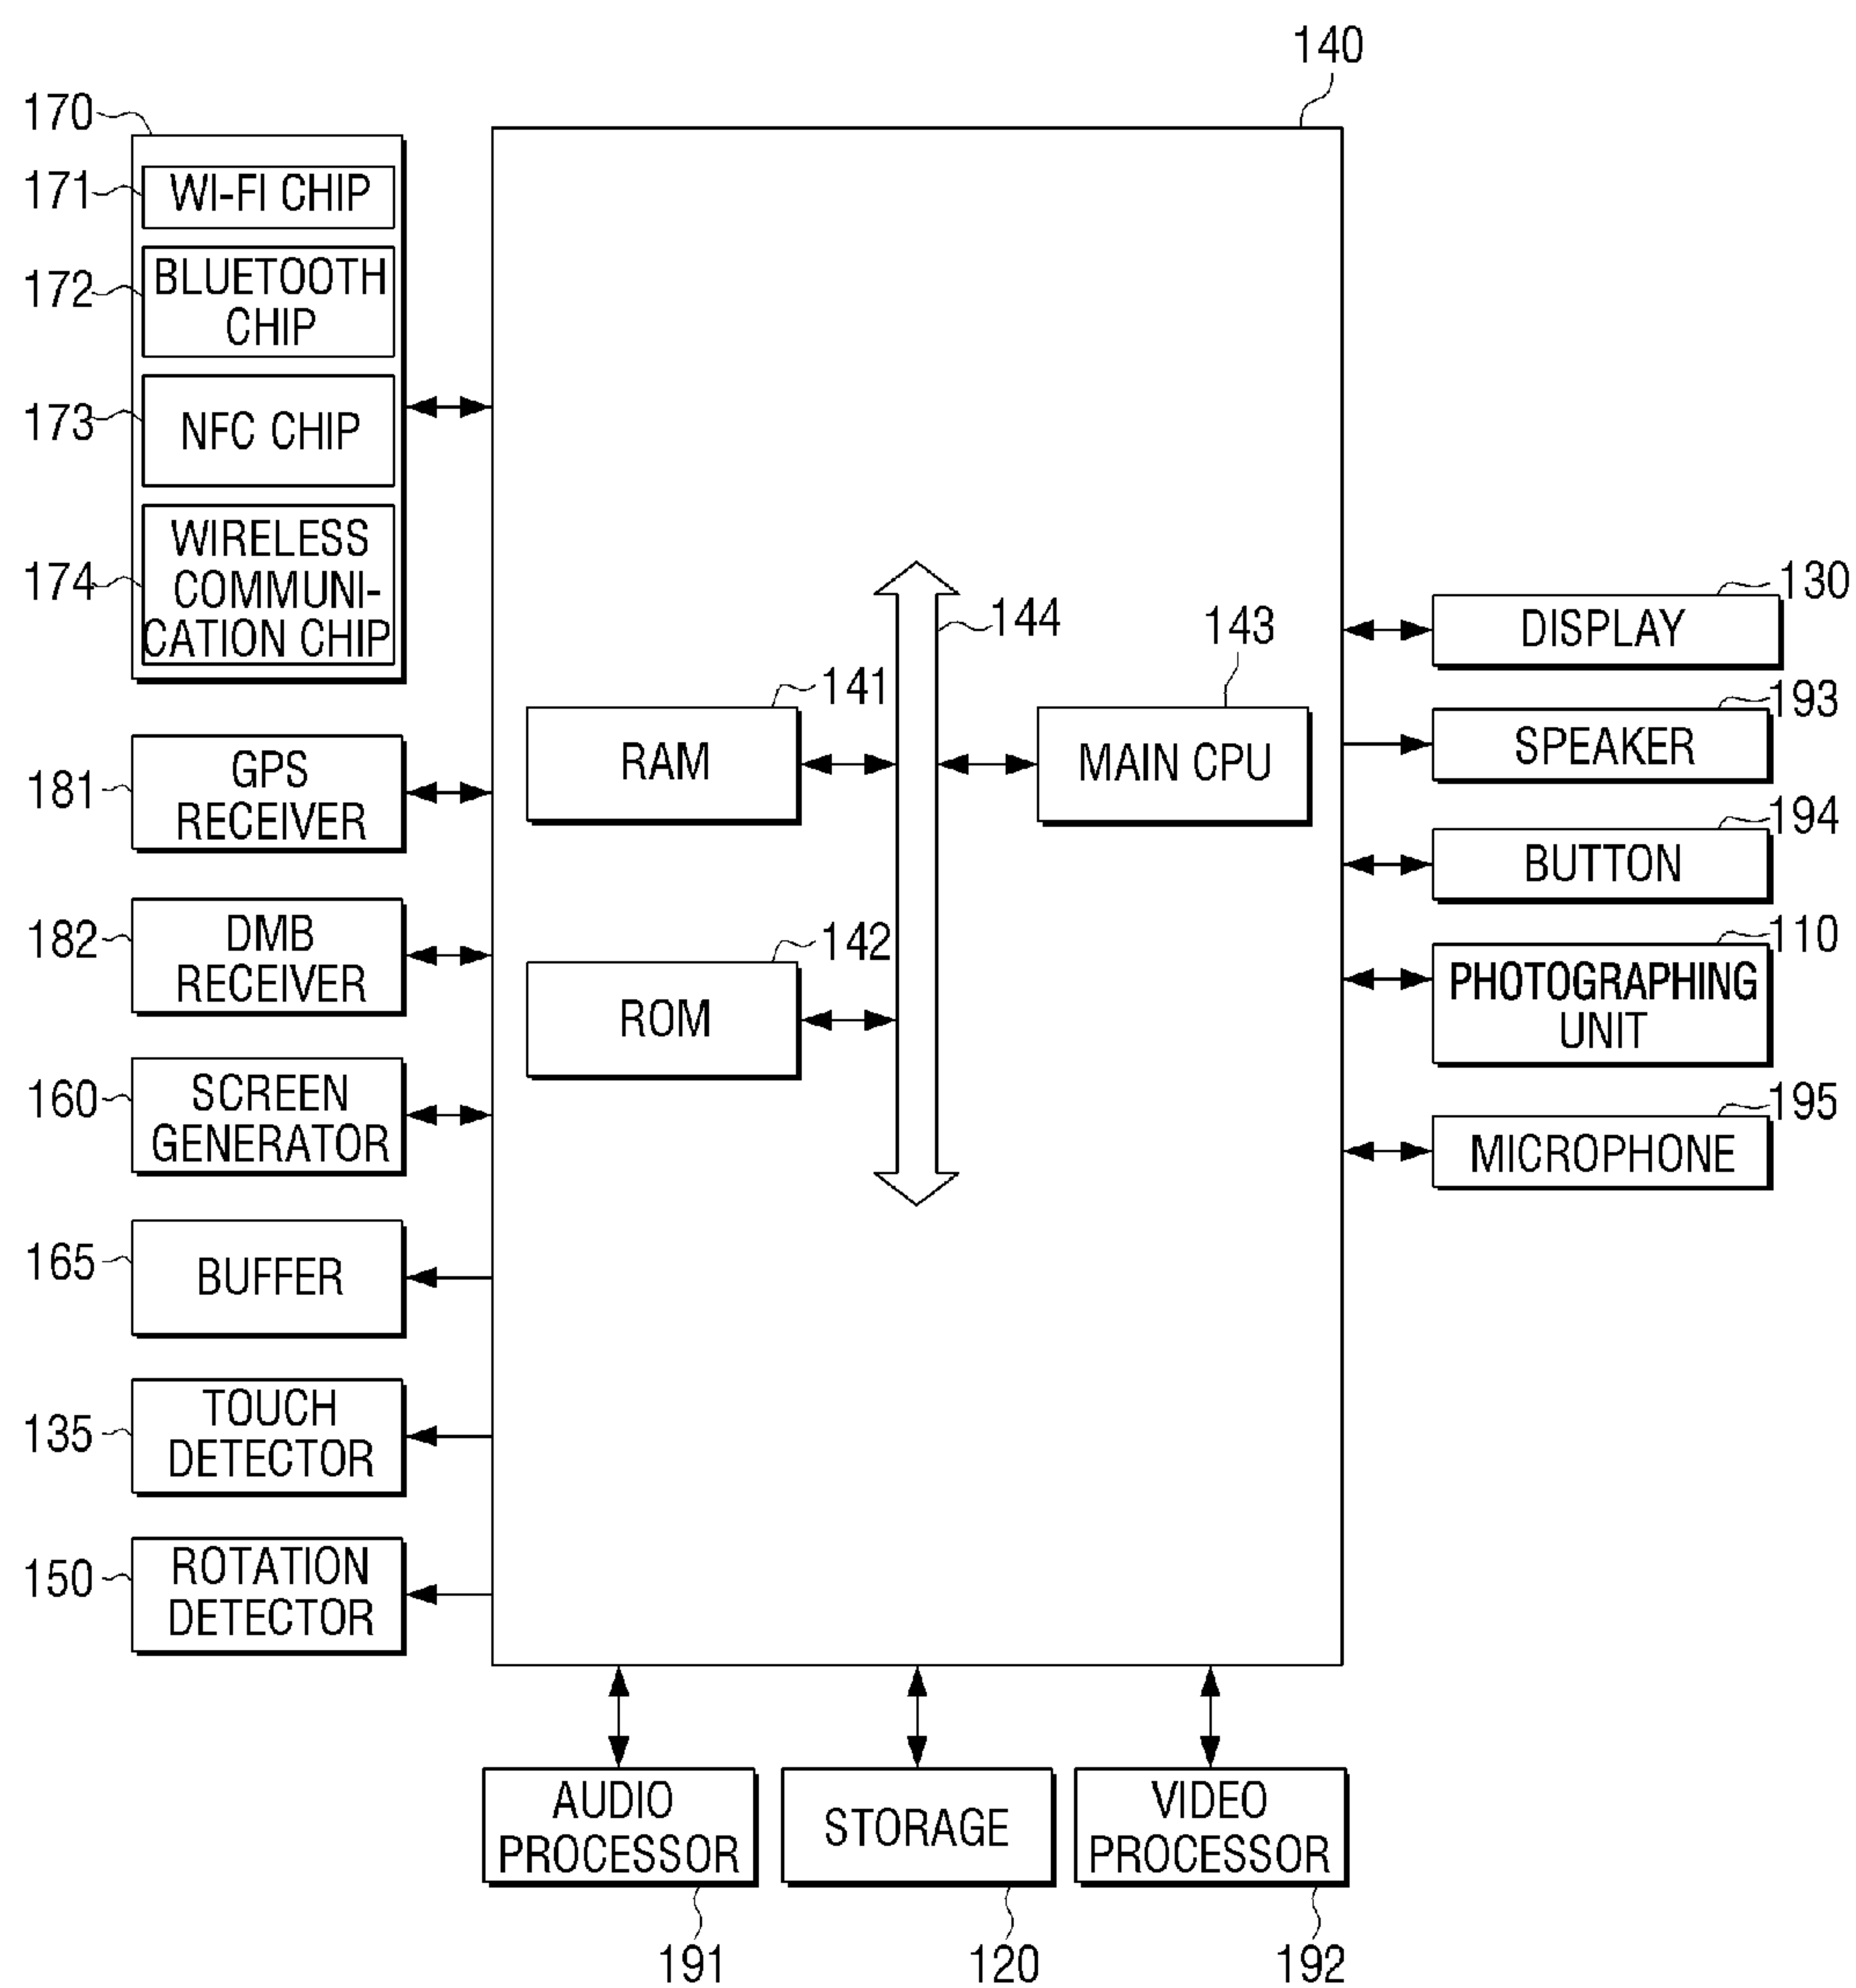 140
170
171
WI-FI CHIP
172
BLUETOOTH
CHIP
173
NFC CHIP
174
WIRELESS
COMMUNI-
CATION CHIP
181
GPS
RECEIVER
182
DMB
RECEIVER
160
SCREEN
GENERATOR
165
BUFFER
135
TOUCH
DETECTOR
150
ROTATION
DETECTOR
144
143
141
RAM
MAIN CPU
142
ROM
130
DISPLAY
193
SPEAKER
194
BUTTON
110
PHOTOGRAPHING
UNIT
195
MICROPHONE
AUDIO
PROCESSOR
191
STORAGE
120
VIDEO
PROCESSOR
192